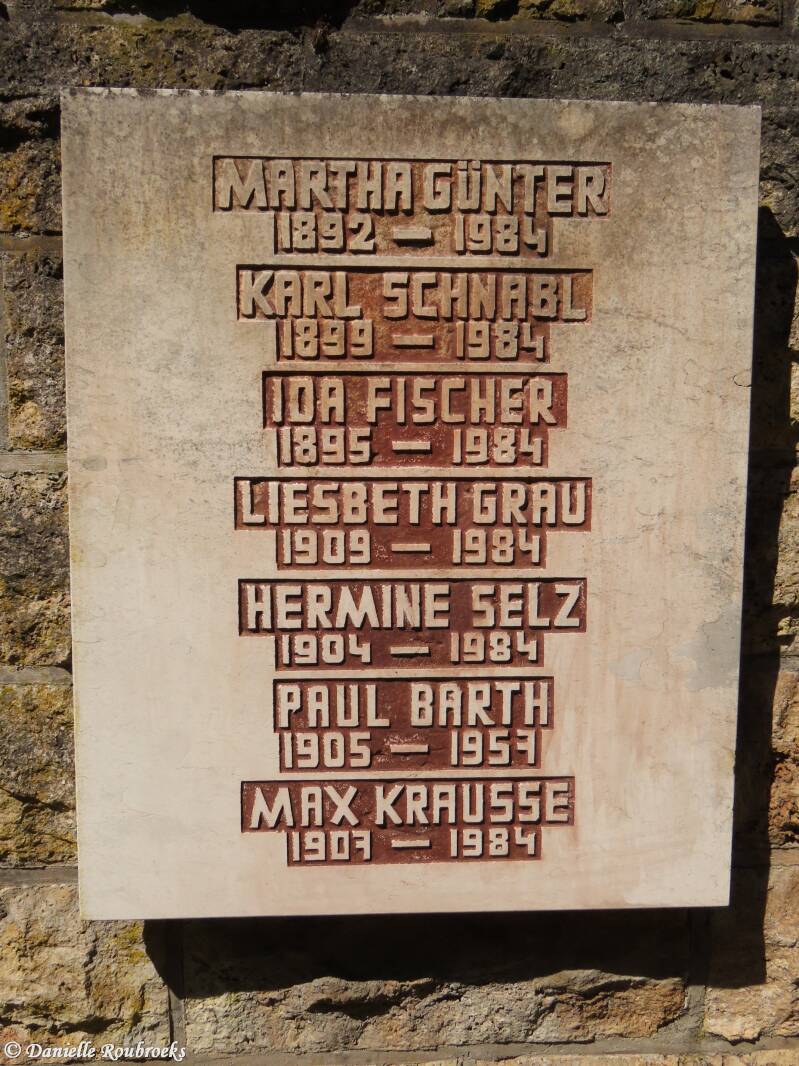 MARTHA GÜNTER
1892 – 1984
KARL SCHNABL
1899 – 1984
IDA FISCHER
1895 – 1984
LIESBETH GRAU
1909 – 1984
HERMINE SELZ
1904 – 1984
PAUL BARTH
1905 – 1957
MAX KRAUSSE
1907 – 1984
© Danielle Roubroeks